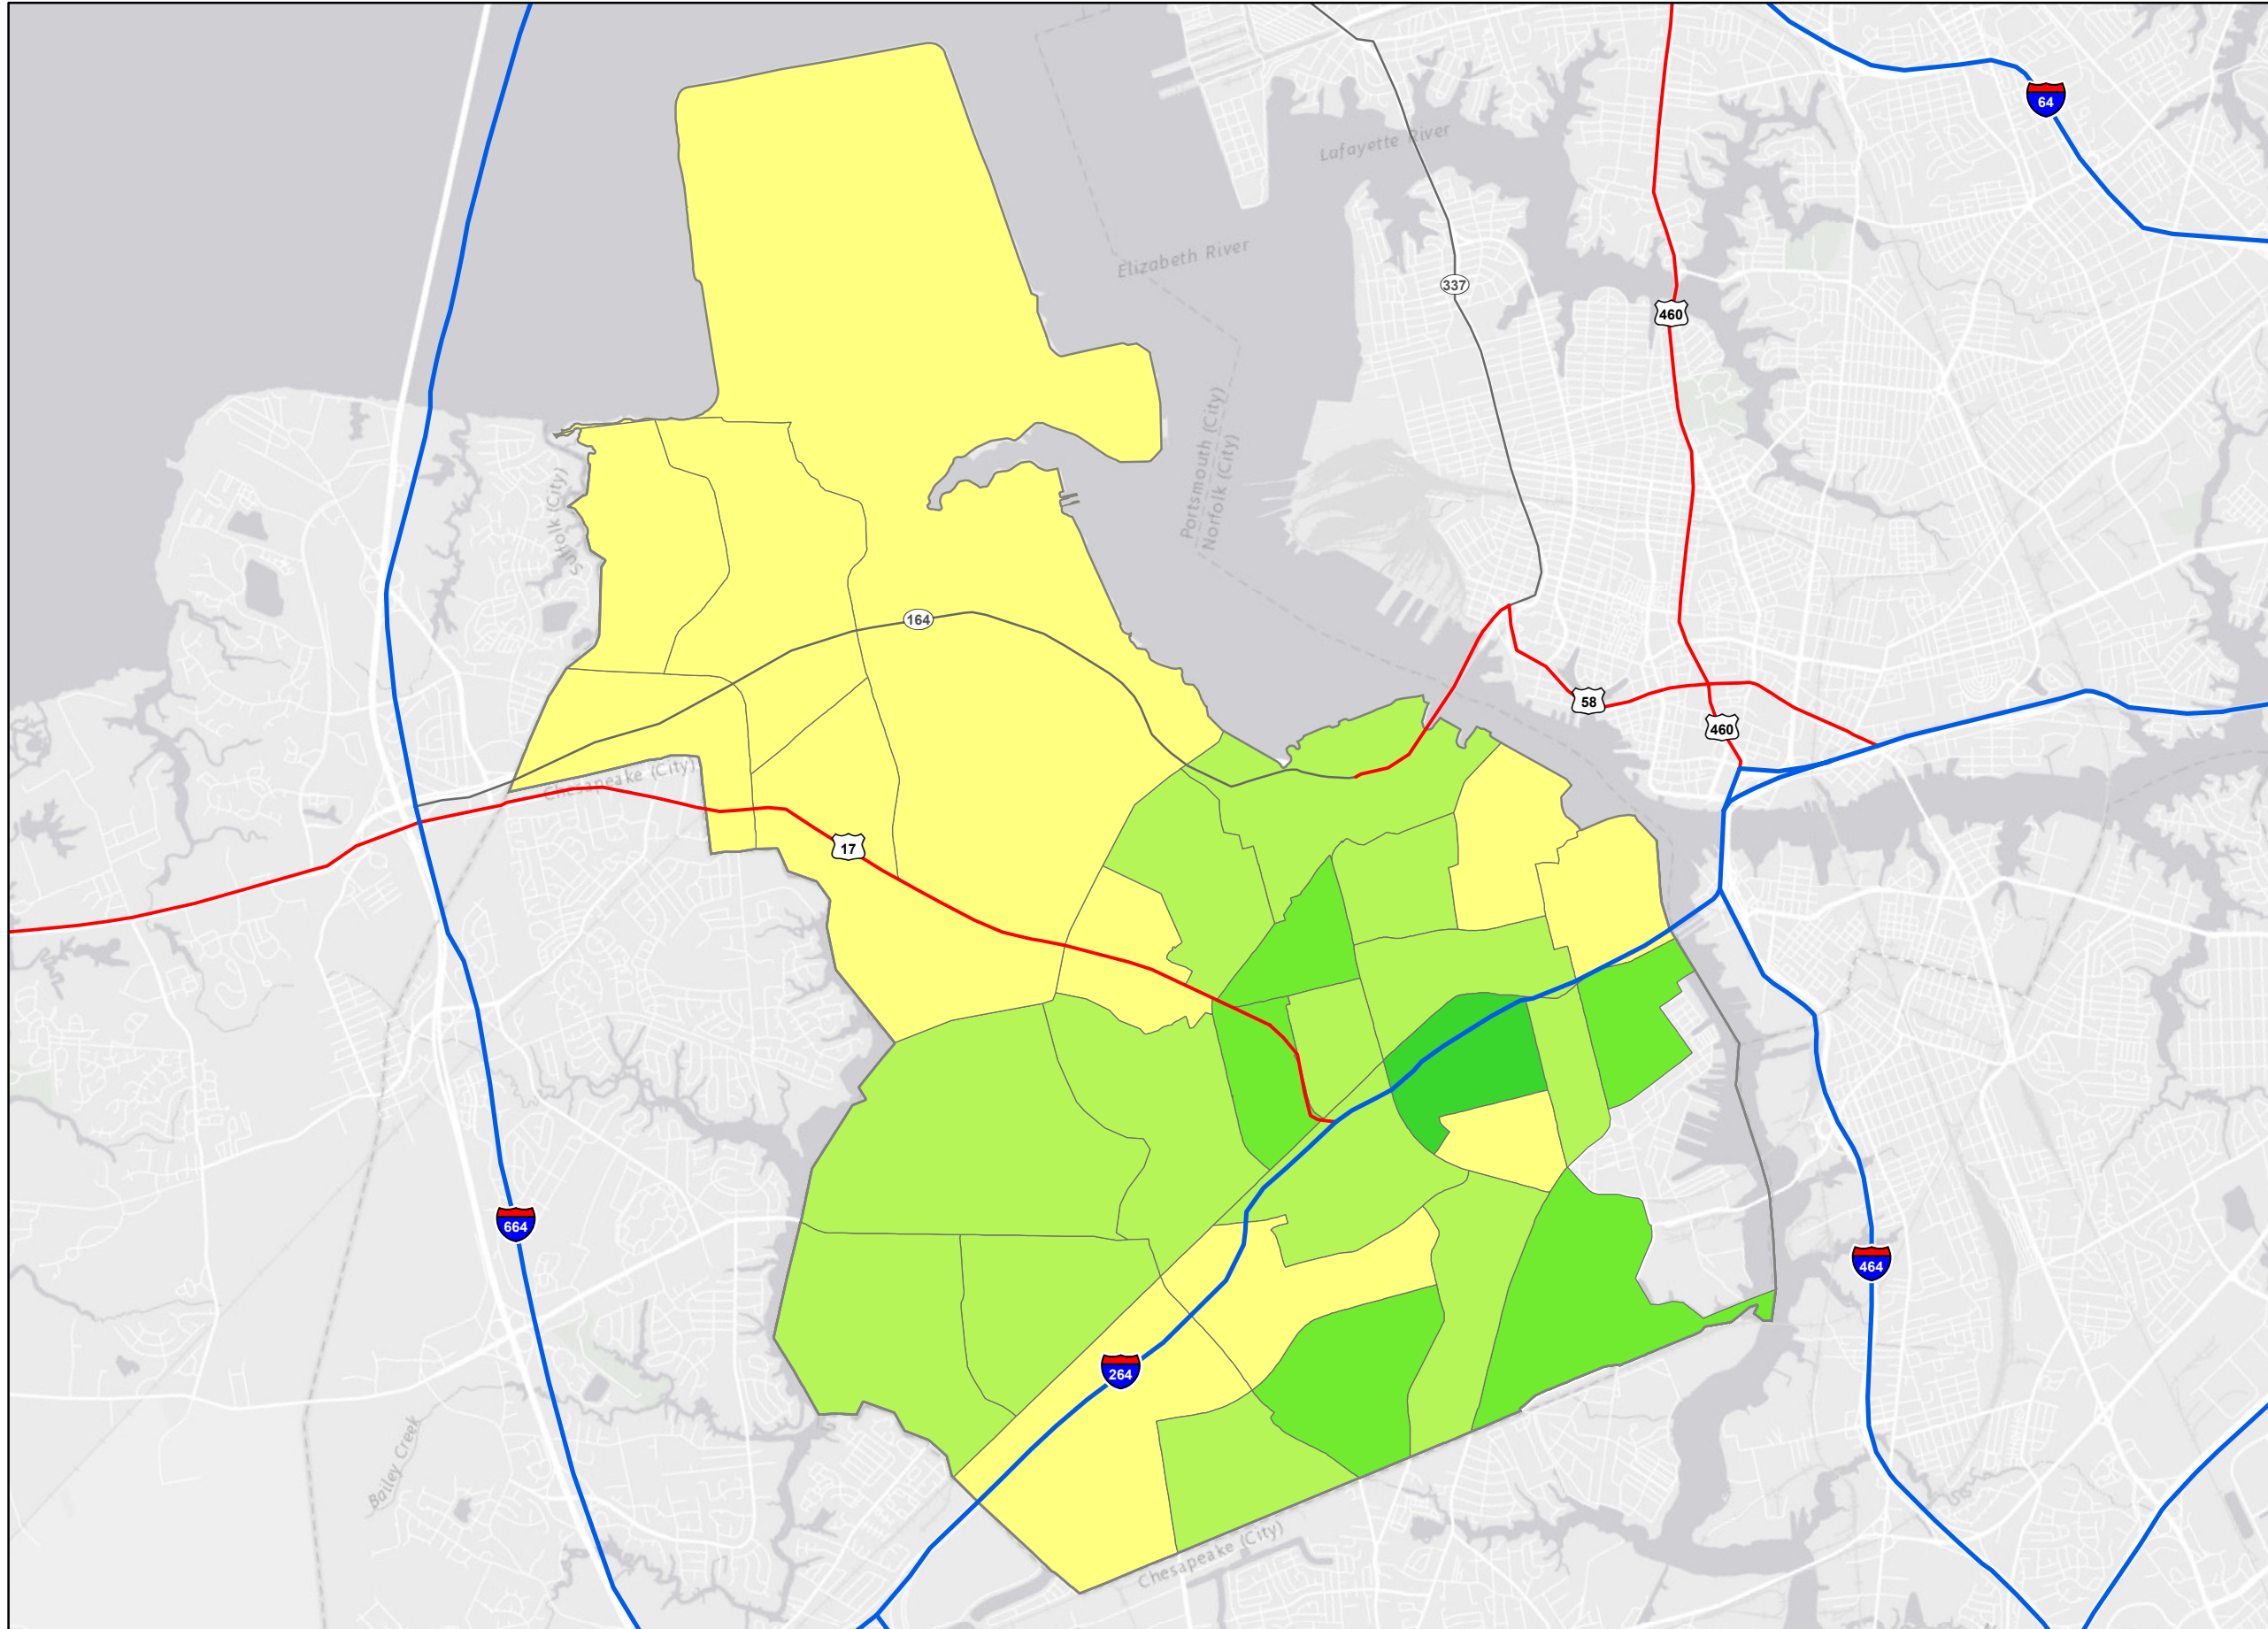 64
Lafayette River
Elizabeth River
337
460
Portsmouth (City)
Norfolk (City)
Suffolk (City)
164
58
460
Chesapeake (City)
17
664
464
264
Bailey Creek
Chesapeake (City)